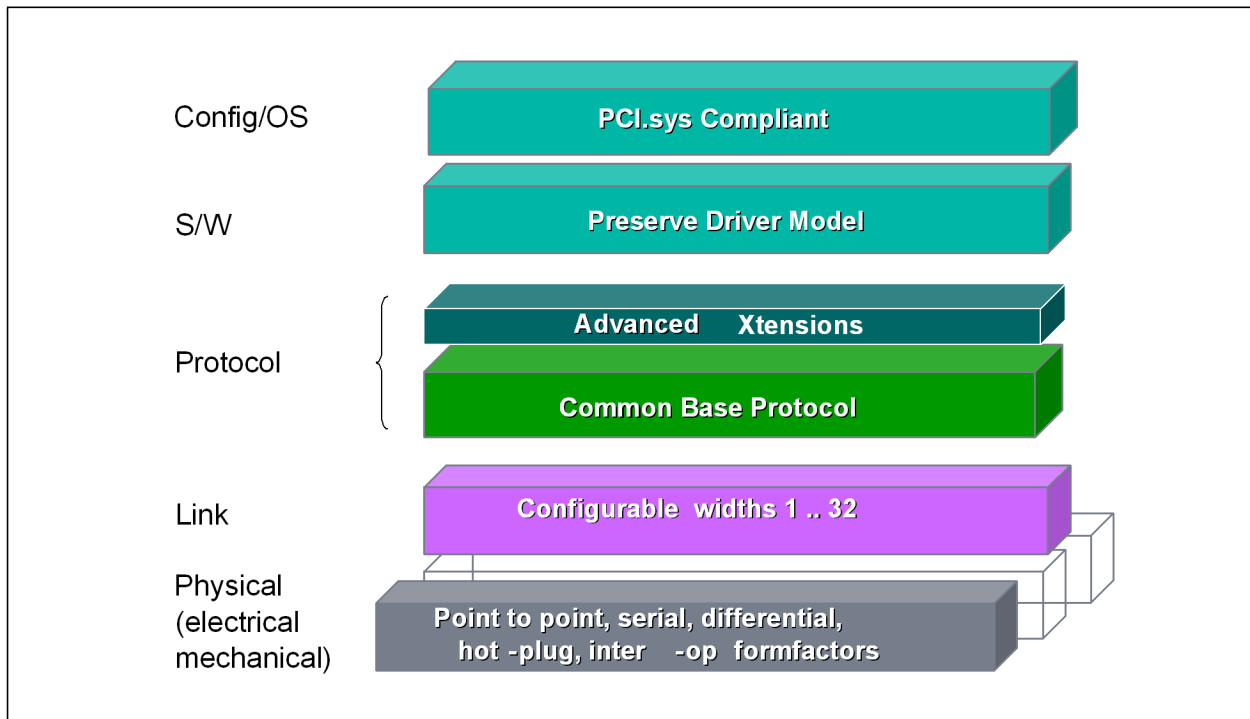 Config/OS
PCI.sys Compliant
S/W
Preserve Driver Model
Protocol
Advanced Xtensions
Common Base Protocol
Link
Configurable widths 1 .. 32
Physical
(electrical
mechanical)
Point to point, serial, differential,
hot -plug, inter -op formfactors